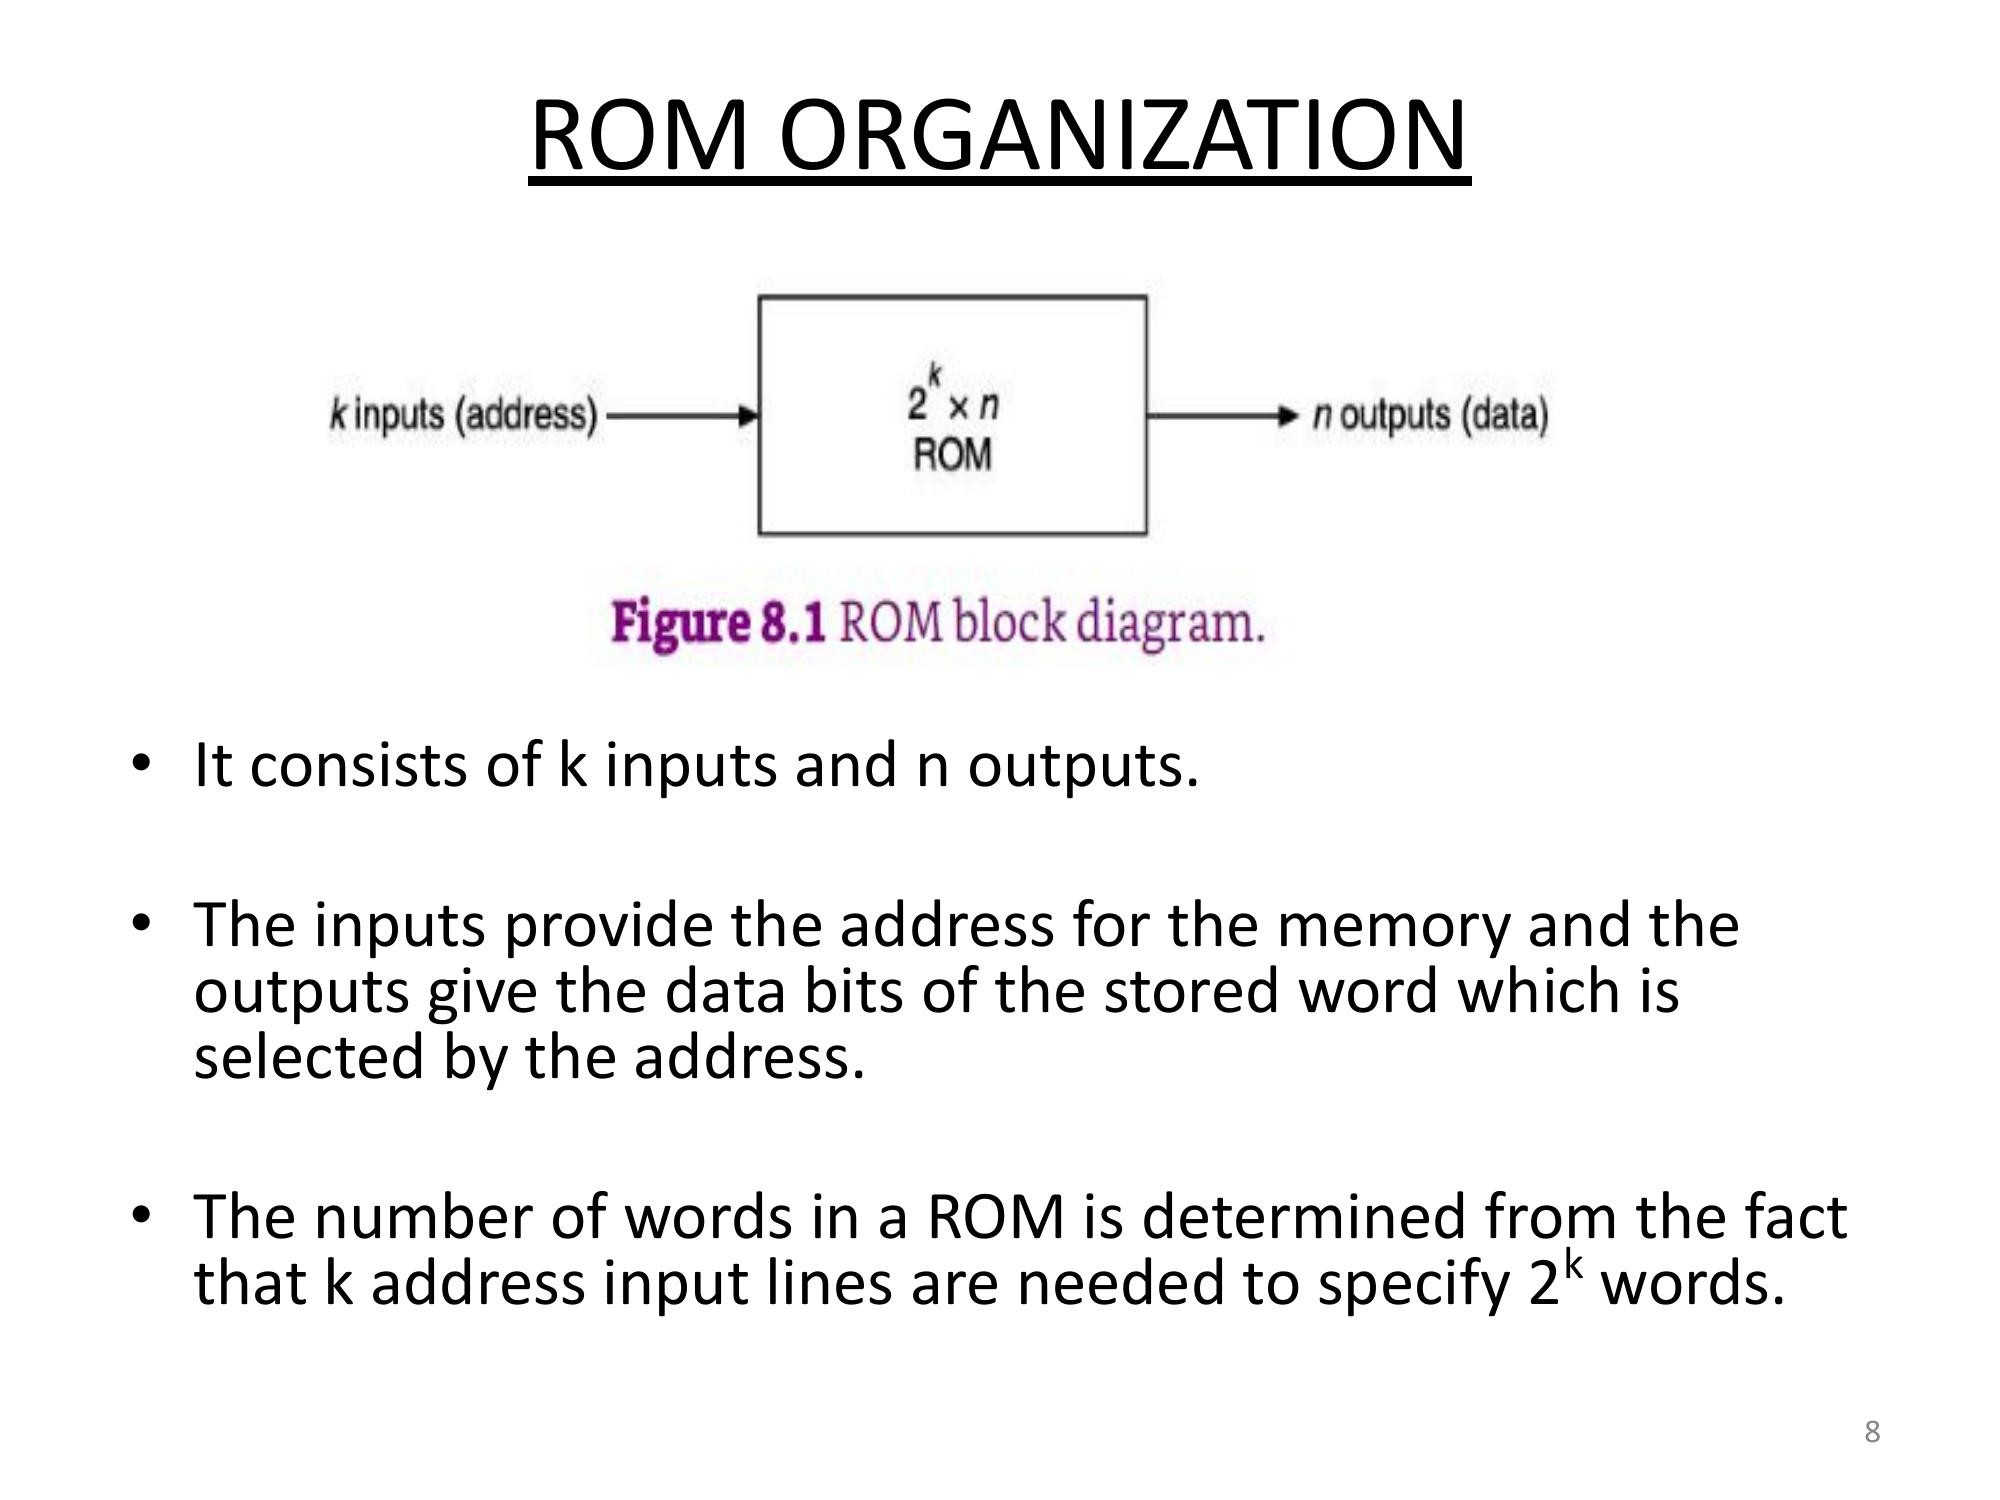 ROM ORGANIZATION
k inputs (address)
2^k × n
ROM
n outputs (data)
Figure 8.1 ROM block diagram.
• It consists of k inputs and n outputs.
• The inputs provide the address for the memory and the
outputs give the data bits of the stored word which is
selected by the address.
• The number of words in a ROM is determined from the fact
that k address input lines are needed to specify 2^k words.
8